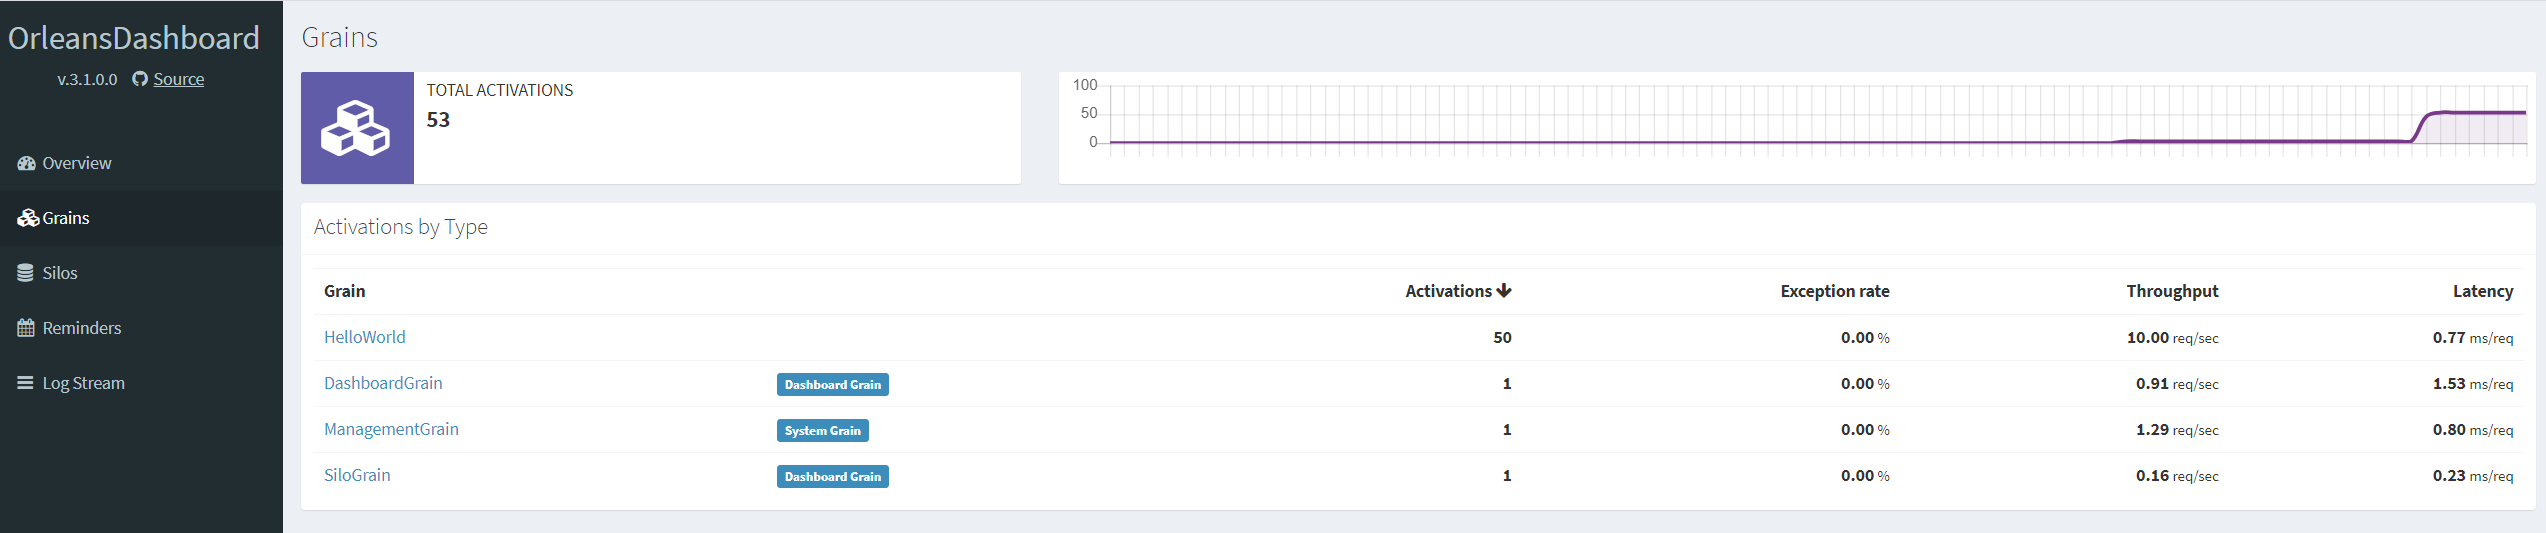 OrleansDashboard
v.3.1.0.0 Source
Overview
Grains
Silos
Reminders
Log Stream
Grains
TOTAL ACTIVATIONS
53
100
50
0
Activations by Type
Grain Activations Exception rate Throughput Latency
HelloWorld 50 0.00 % 10.00 req/sec 0.77 ms/req
DashboardGrain Dashboard Grain 1 0.00 % 0.91 req/sec 1.53 ms/req
ManagementGrain System Grain 1 0.00 % 1.29 req/sec 0.80 ms/req
SiloGrain Dashboard Grain 1 0.00 % 0.16 req/sec 0.23 ms/req